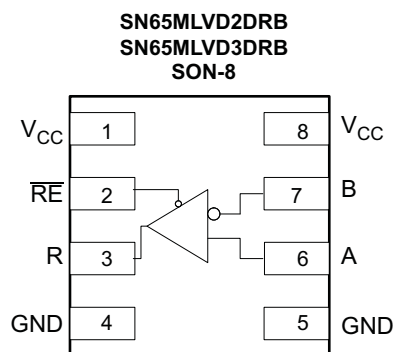 SN65MLVD2DRB
SN65MLVD3DRB
SON-8
VCC 1 8 VCC
RE 2 7 B
R 3 6 A
GND 4 5 GND